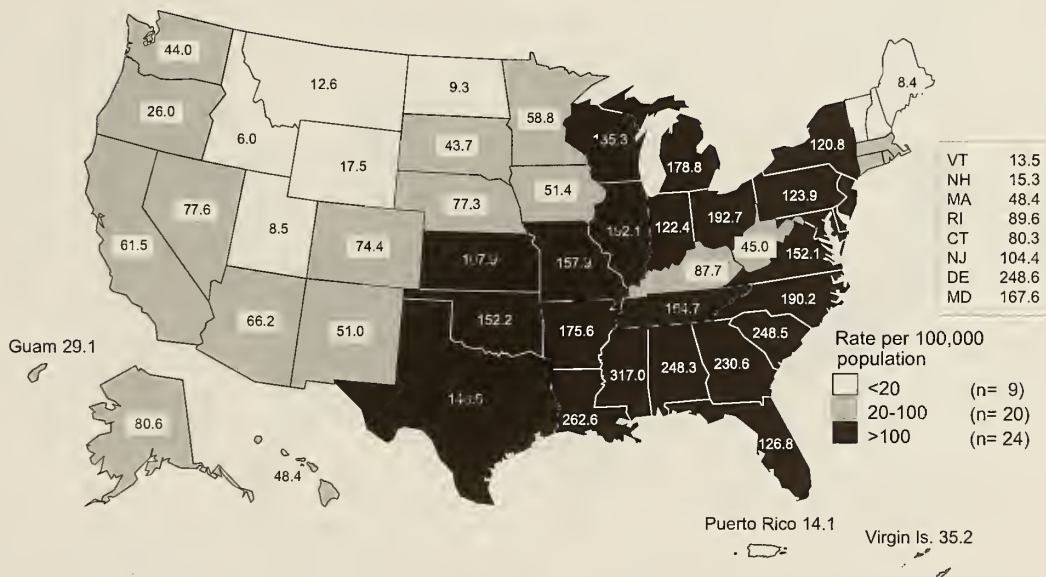 44.0
12.6
9.3
8.4
58.8
26.0
6.0
135.3
43.7
120.8
17.5
178.8
VT 13.5
NH 15.3
MA 48.4
RI 89.6
CT 80.3
NJ 104.4
DE 248.6
MD 167.6
51.4
123.9
77.6
77.3
192.7
8.5
122.4
61.5
74.4
45.0
152.1
107.9
157.9
87.7
190.2
66.2
51.0
152.2
175.6
248.5
Guam 29.1
317.0
248.3
230.6
Rate per 100,000
population
<20 (n= 9)
20-100 (n= 20)
>100 (n= 24)
262.6
80.6
126.8
48.4
Puerto Rico 14.1
Virgin Is. 35.2